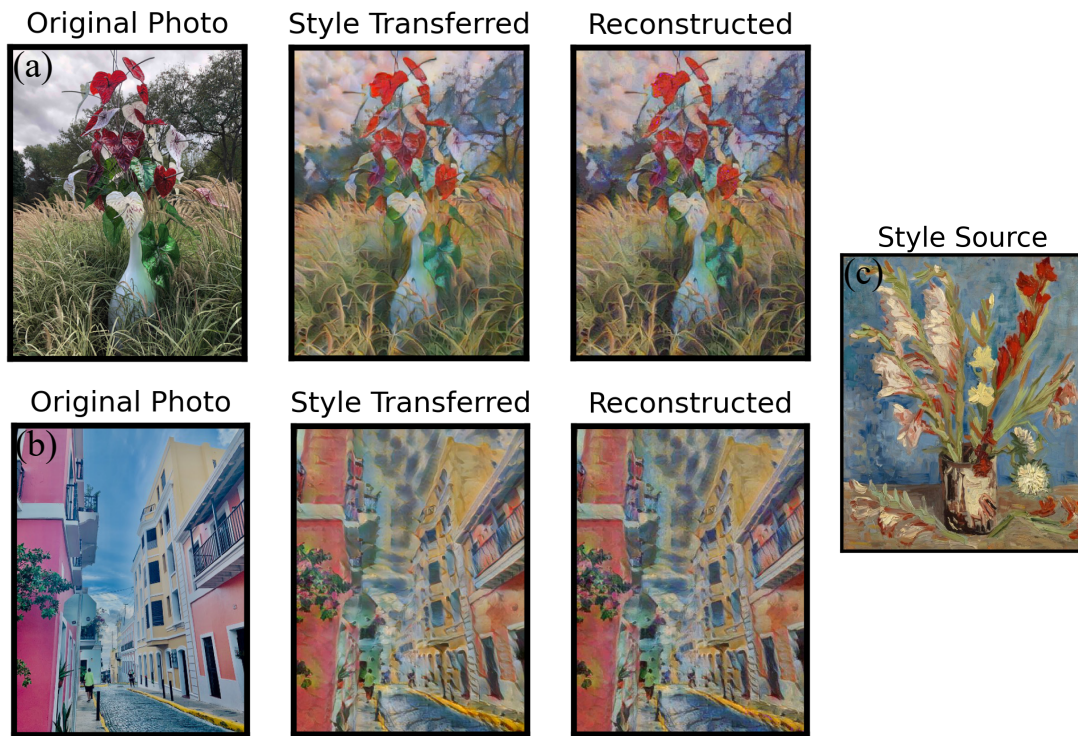 Original Photo Style Transferred Reconstructed
(a)
Style Source
(c)
Original Photo Style Transferred Reconstructed
(b)